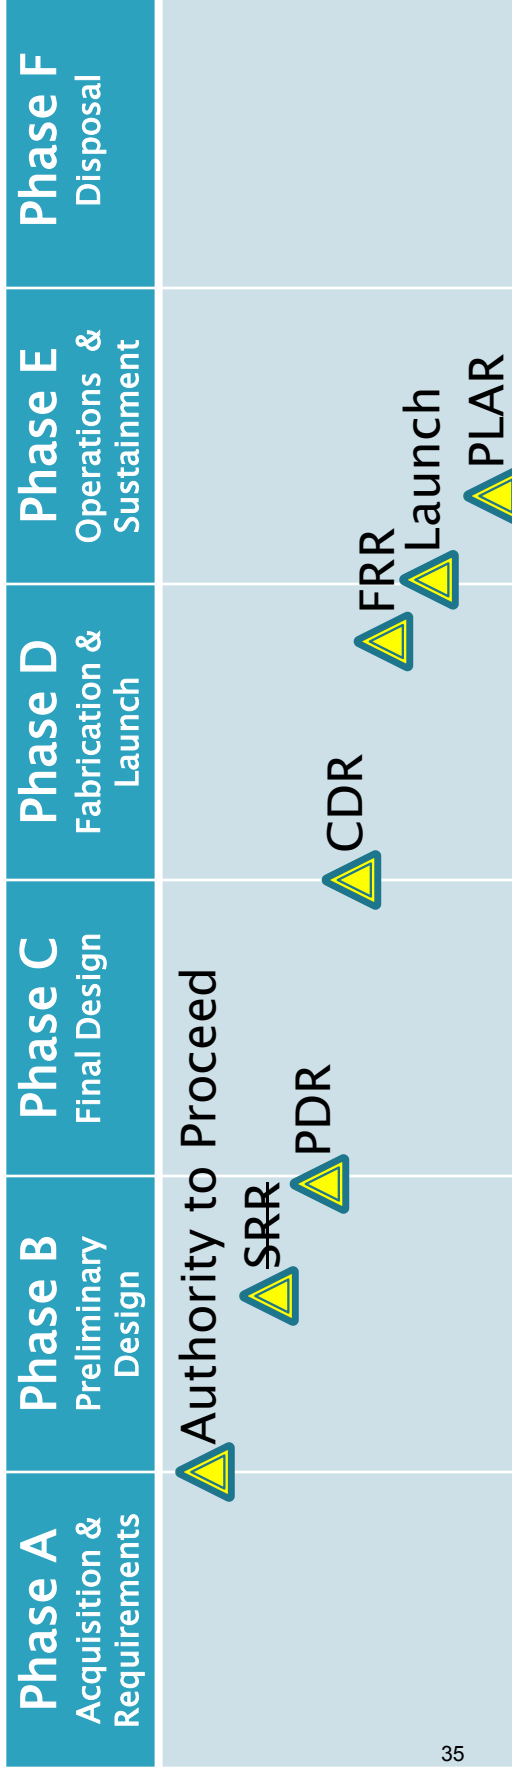 Phase A
Acquisition &
Requirements
Phase B
Preliminary
Design
Phase C
Final Design
Phase D
Fabrication &
Launch
Phase E
Operations &
Sustainment
Phase F
Disposal
Authority to Proceed
SRR
PDR
CDR
FRR
Launch
PLAR
35